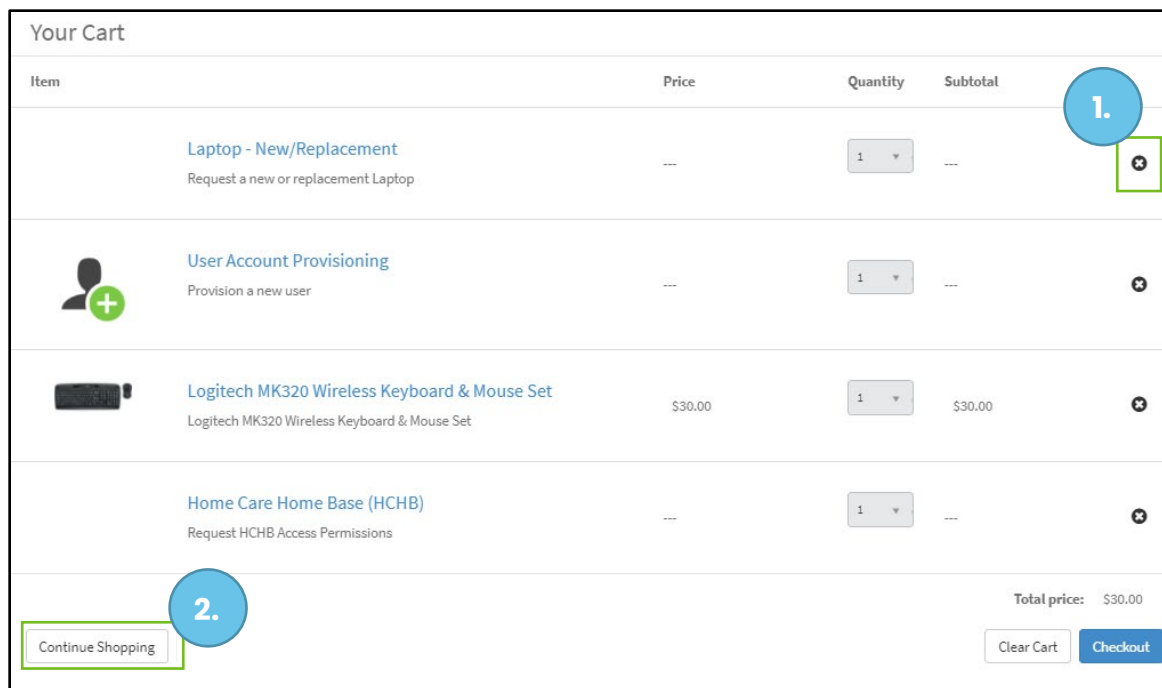 Your Cart
Item Price Quantity Subtotal
1.
Laptop - New/Replacement
Request a new or replacement Laptop
--- 1 ---
User Account Provisioning
Provision a new user
--- 1 ---
Logitech MK320 Wireless Keyboard & Mouse Set
Logitech MK320 Wireless Keyboard & Mouse Set
$30.00 1 $30.00
Home Care Home Base (HCHB)
Request HCHB Access Permissions
--- 1 ---
Total price: $30.00
2.
Continue Shopping Clear Cart Checkout